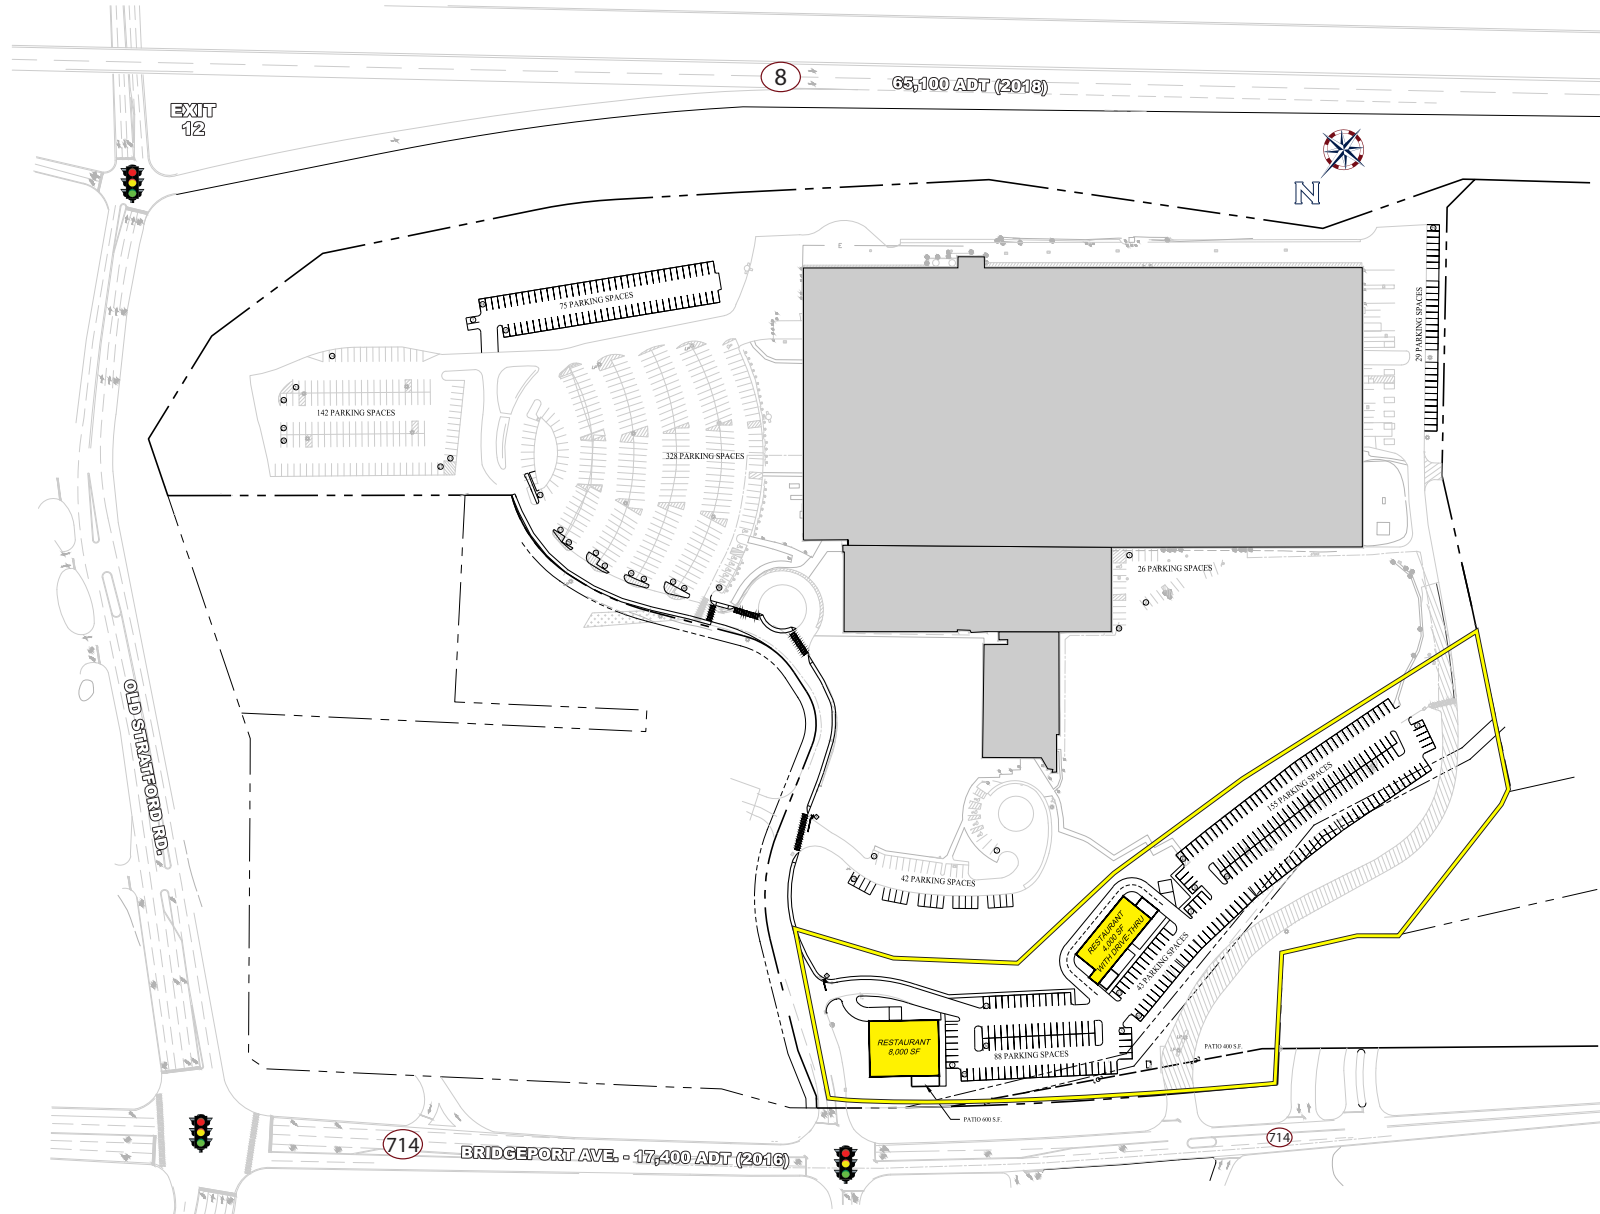 8
65,100 ADT (2018)
EXIT
12
N
75 PARKING SPACES
29 PARKING SPACES
142 PARKING SPACES
328 PARKING SPACES
26 PARKING SPACES
OLD STRATFORD RD.
155 PARKING SPACES
42 PARKING SPACES
RESTAURANT
4,000 SF
WITH DRIVE-THRU
43 PARKING SPACES
RESTAURANT
8,000 SF
88 PARKING SPACES
PATIO 400 S.F.
PATIO 600 S.F.
714
BRIDGEPORT AVE. - 17,400 ADT (2016)
714